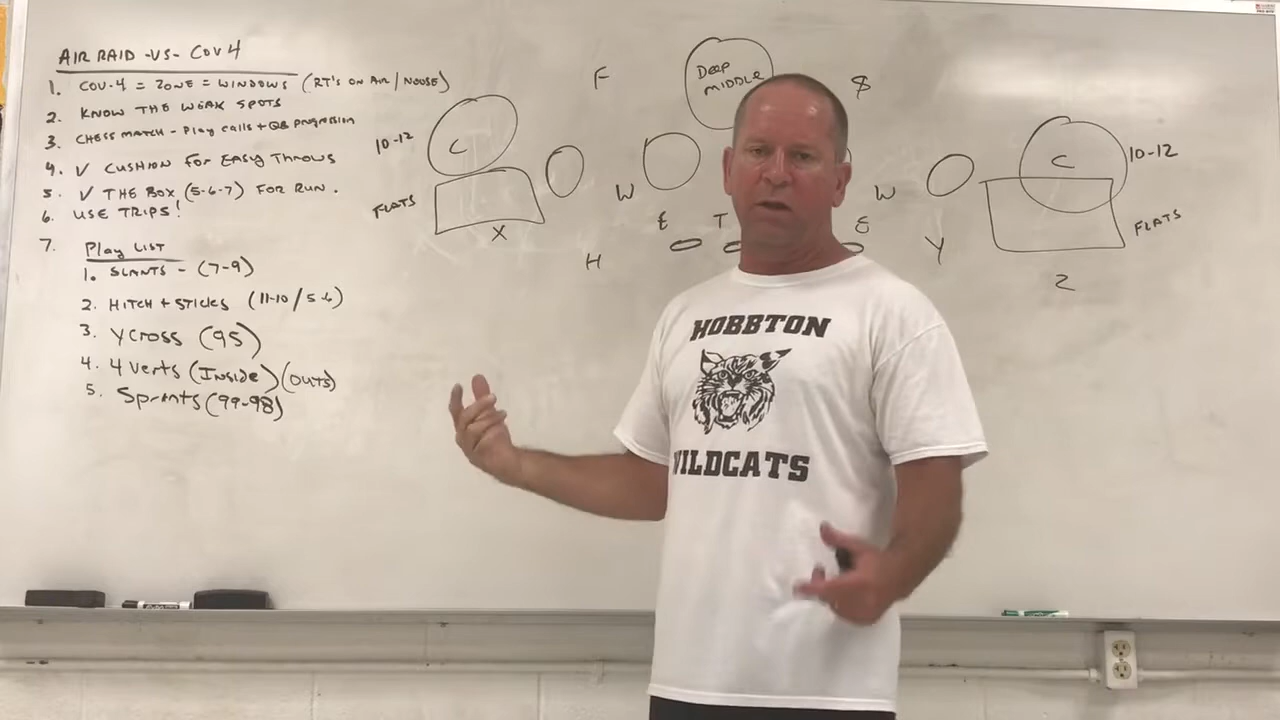 AIR RAID -VS- COV 4
1. COV-4 = ZONE = WINDOWS (RT'S ON AIR / NOOSE)
2. KNOW THE WEAK SPOTS
3. CHESS MATCH - Play calls + QB progression
4. ✓ CUSHION FOR EASY THROWS
5. ✓ THE BOX (5-6-7) FOR RUN.
6. USE TRIPS!
7. Play LIST
1. SLANTS - (7-9)
2. HITCH + STICKS (11-10 / 5-6)
3. YCROSS (95)
4. 4 Verts (INSIDE) (OUTS)
5. Sprints (99-98)
F
DEEP
MIDDLE
$
10-12
C
C
10-12
FLATS
W
W
FLATS
X
E
T
E
H
Y
Z
HOBBTON
WILDCATS